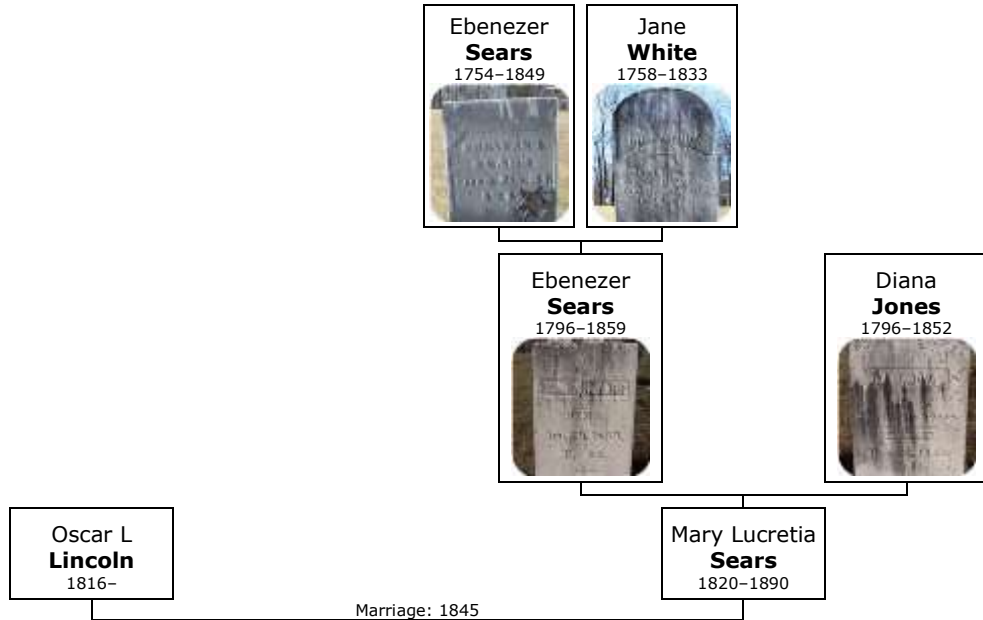 Ebenezer
Sears
1754–1849
Jane
White
1758–1833
Ebenezer
Sears
1796–1859
Diana
Jones
1796–1852
Oscar L
Lincoln
1816–
Mary Lucretia
Sears
1820–1890
Marriage: 1845